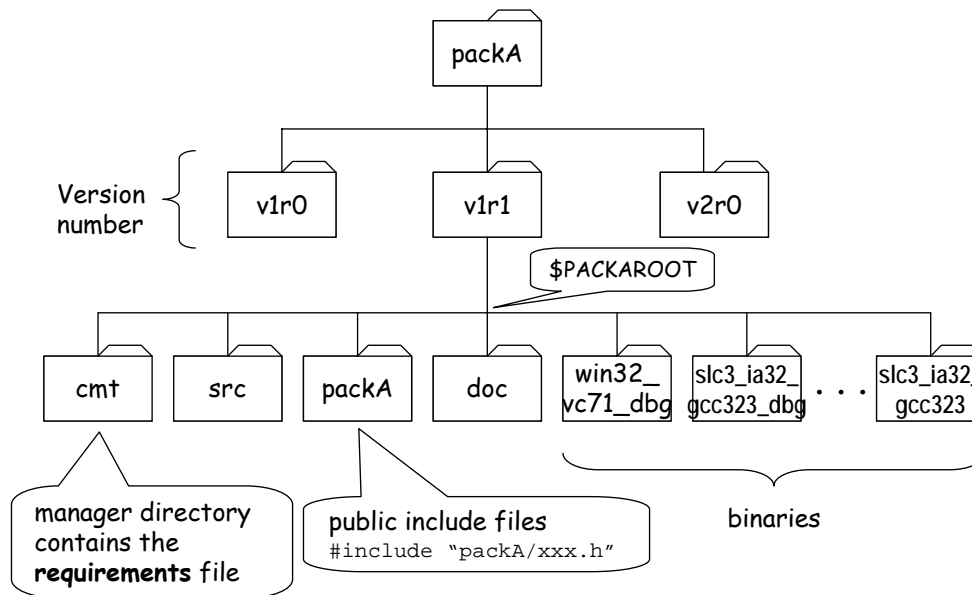 packA
Version
number
v1r0
v1r1
v2r0
$PACKAROOT
cmt
src
packA
doc
win32_
vc71_dbg
slc3_ia32_
gcc323_dbg
. . .
slc3_ia32_
gcc323
manager directory
contains the
requirements file
public include files
#include “packA/xxx.h”
binaries